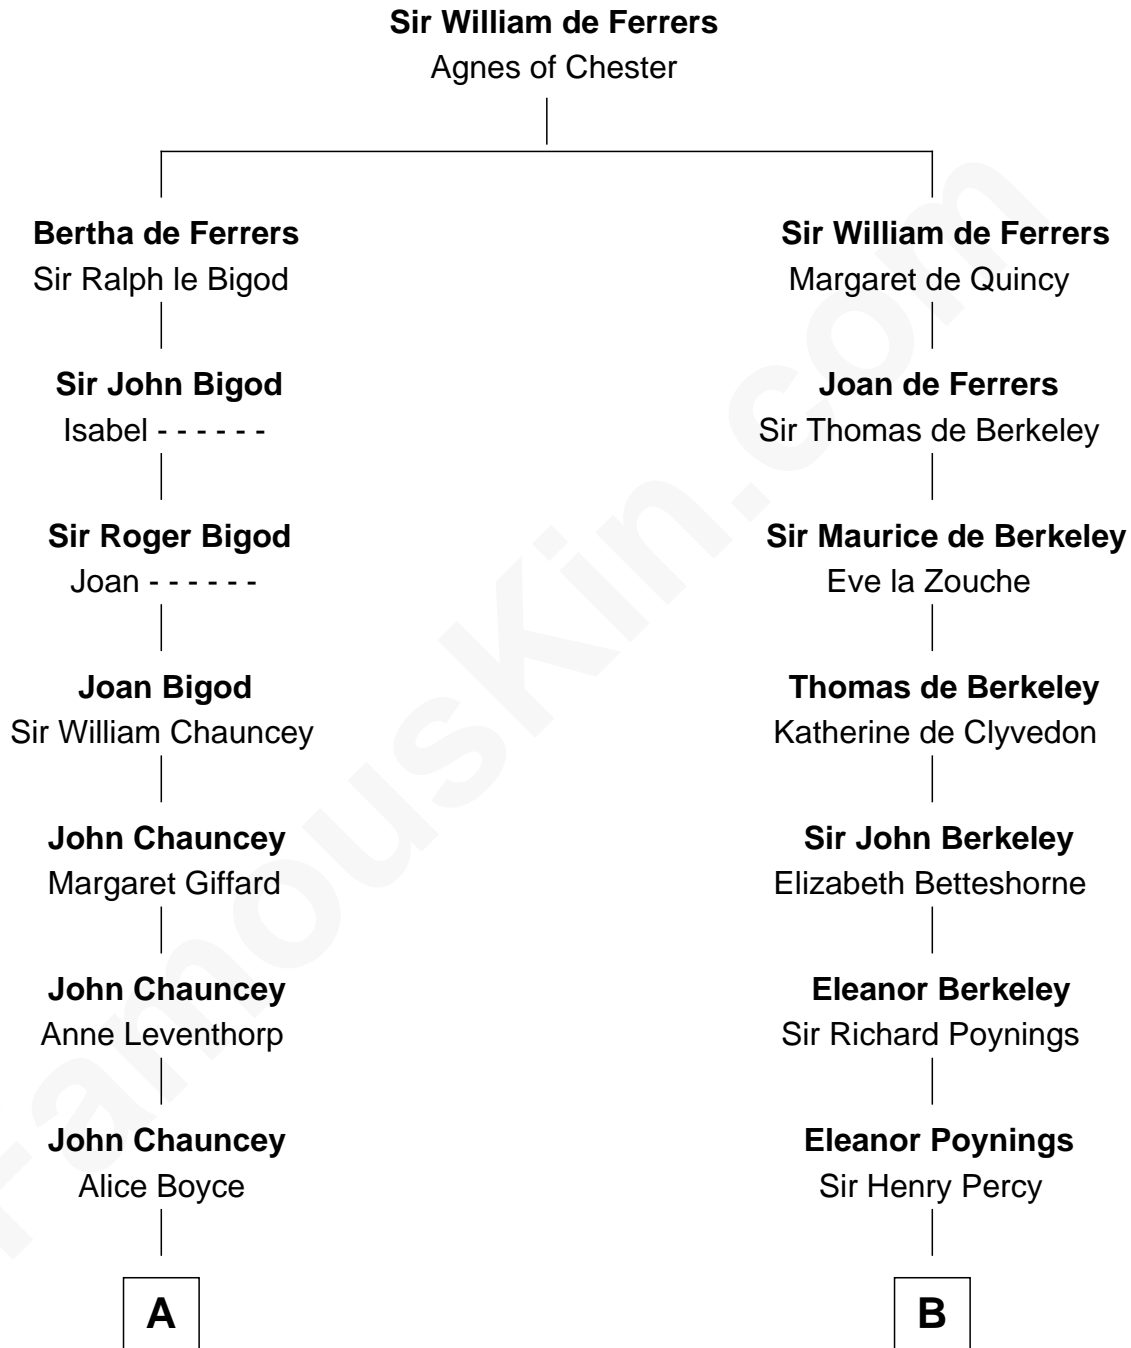 Sir William de Ferrers
Agnes of Chester
Bertha de Ferrers
Sir Ralph le Bigod
Sir William de Ferrers
Margaret de Quincy
Sir John Bigod
Isabel - - - - - -
Joan de Ferrers
Sir Thomas de Berkeley
Sir Roger Bigod
Joan - - - - - -
Sir Maurice de Berkeley
Eve la Zouche
Joan Bigod
Sir William Chauncey
Thomas de Berkeley
Katherine de Clyvedon
John Chauncey
Margaret Giffard
Sir John Berkeley
Elizabeth Betteshorne
John Chauncey
Anne Leventhorp
Eleanor Berkeley
Sir Richard Poynings
John Chauncey
Alice Boyce
Eleanor Poynings
Sir Henry Percy
A
B
FamousKin.com